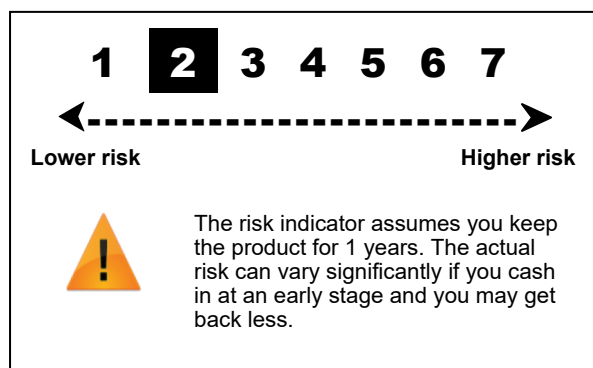 1 2 3 4 5 6 7
Lower risk Higher risk
The risk indicator assumes you keep
the product for 1 years. The actual
risk can vary significantly if you cash
in at an early stage and you may get
back less.